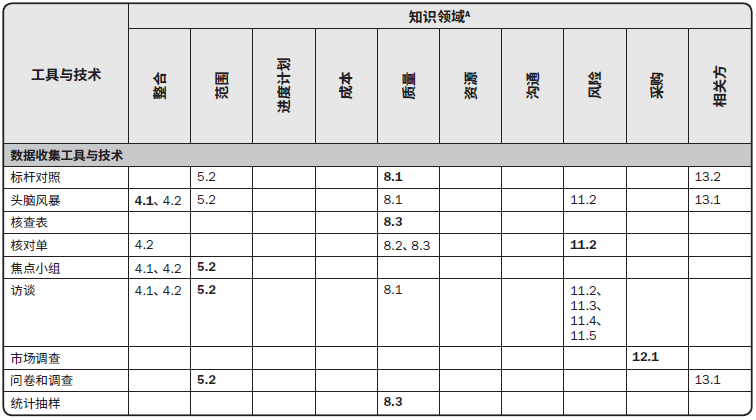 知识领域ᴬ
工具与技术 整合 范围 进度计划 成本 质量 资源 沟通 风险 采购 相关方
数据收集工具与技术
标杆对照 5.2 8.1 13.2
头脑风暴 4.1、4.2 5.2 8.1 11.2 13.1
核查表 8.3
核对单 4.2 8.2、8.3 11.2
焦点小组 4.1、4.2 5.2
访谈 4.1、4.2 5.2 8.1 11.2、
11.3、
11.4、
11.5
市场调查 12.1
问卷和调查 5.2 13.1
统计抽样 8.3